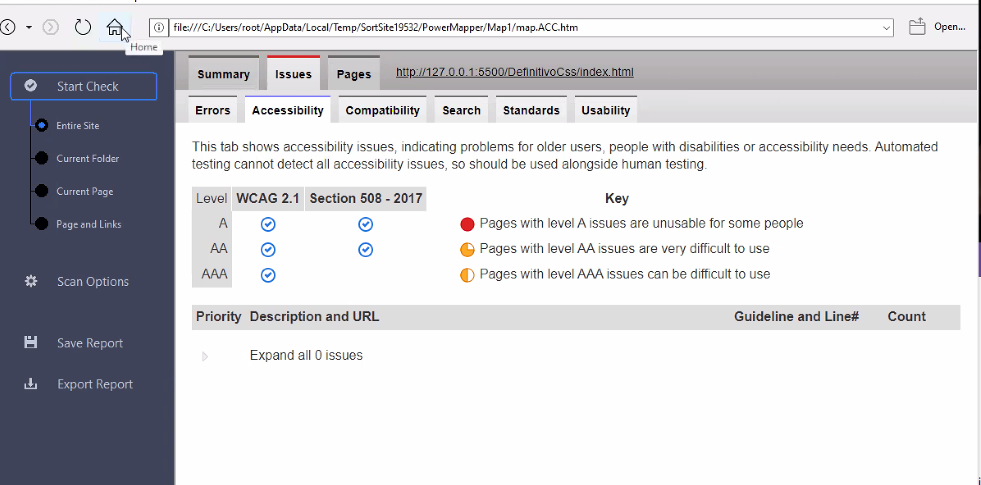 file:///C:/Users/root/AppData/Local/Temp/SortSite19532/PowerMapper/Map1/map.ACC.htm
Open...
Home
Start Check
Entire Site
Current Folder
Current Page
Page and Links
Scan Options
Save Report
Export Report
Summary Issues Pages http://127.0.0.1:5500/DefinitivoCss/index.html
Errors Accessibility Compatibility Search Standards Usability
This tab shows accessibility issues, indicating problems for older users, people with disabilities or accessibility needs. Automated
testing cannot detect all accessibility issues, so should be used alongside human testing.
Level WCAG 2.1 Section 508 - 2017
A
AA
AAA
Key
Pages with level A issues are unusable for some people
Pages with level AA issues are very difficult to use
Pages with level AAA issues can be difficult to use
Priority Description and URL Guideline and Line# Count
Expand all 0 issues